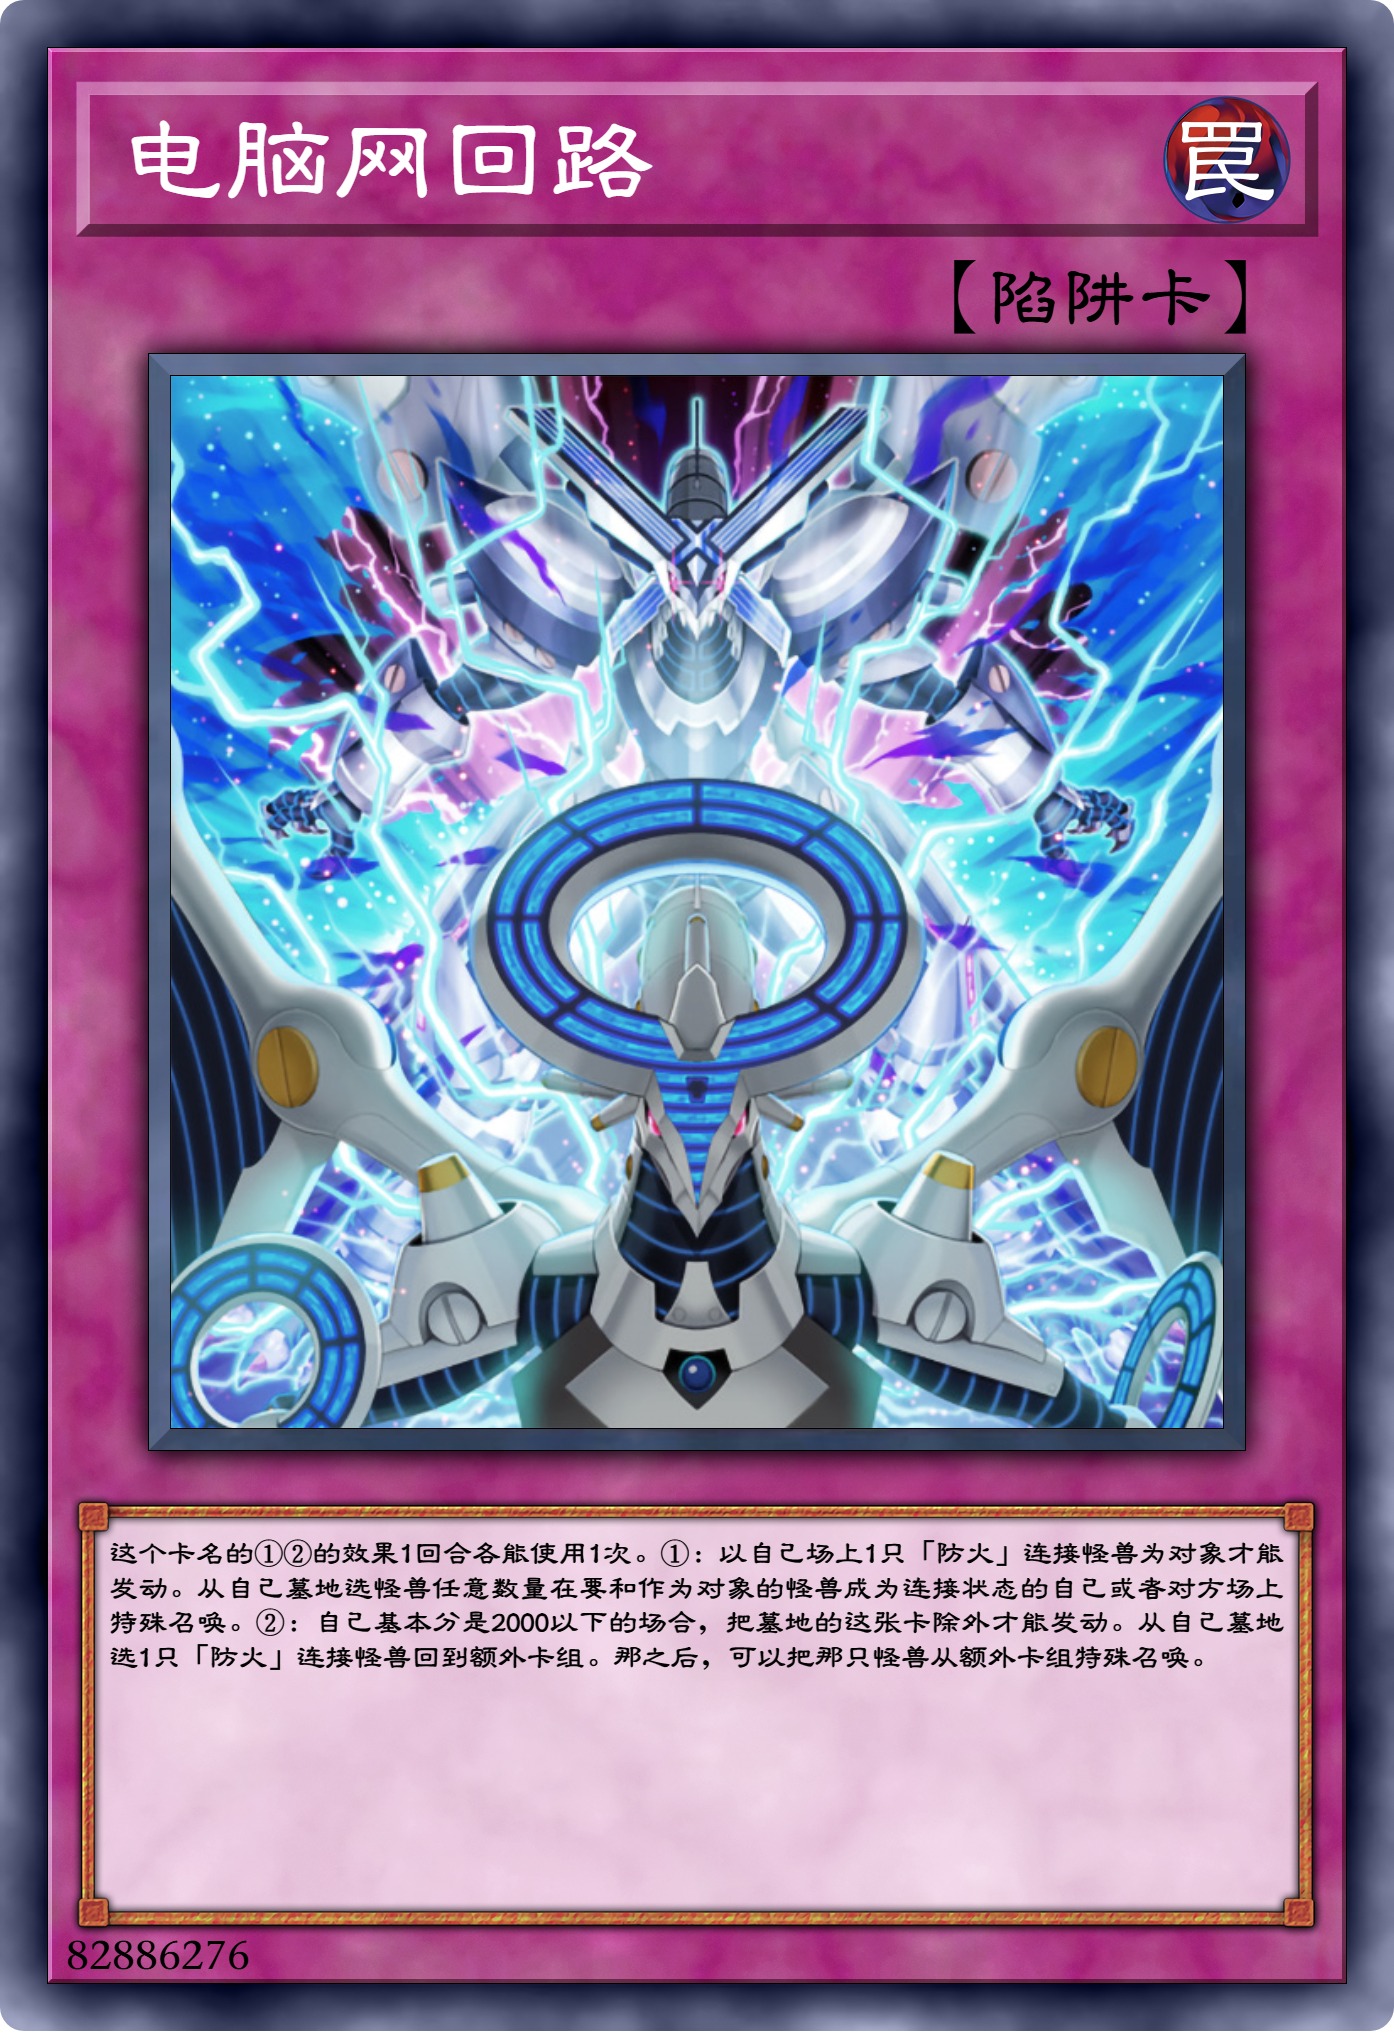 电脑网回路
罠
【陷阱卡】
这个卡名的①②的效果1回合各能使用1次。①：以自己场上1只「防火」连接怪兽为对象才能
发动。从自己墓地选怪兽任意数量在要和作为对象的怪兽成为连接状态的自己或者对方场上
特殊召唤。②：自己基本分是2000以下的场合，把墓地的这张卡除外才能发动。从自己墓地
选1只「防火」连接怪兽回到额外卡组。那之后，可以把那只怪兽从额外卡组特殊召唤。
82886276